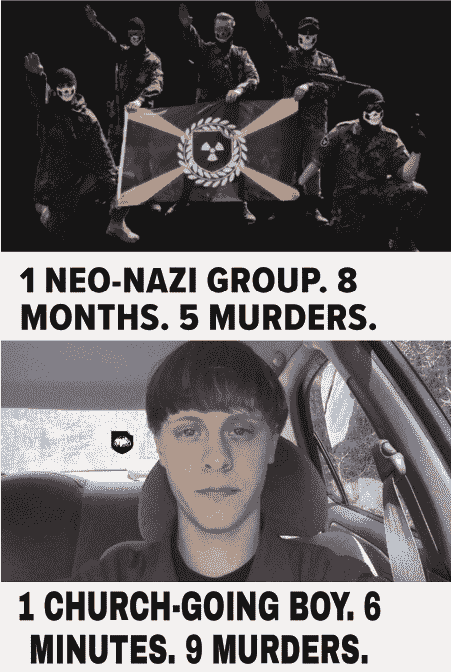 1 NEO-NAZI GROUP. 8
MONTHS. 5 MURDERS.
1 CHURCH-GOING BOY. 6
MINUTES. 9 MURDERS.